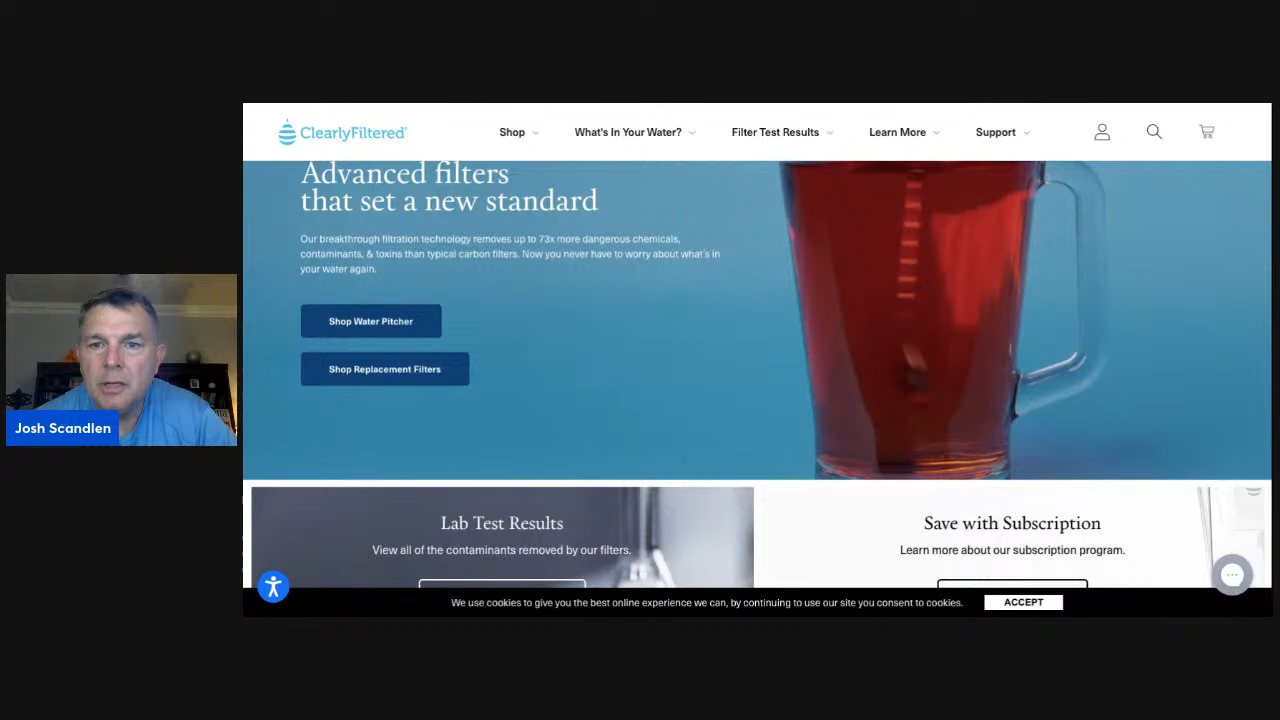 ClearlyFiltered
Shop
What's In Your Water?
Filter Test Results
Learn More
Support
Advanced filters
that set a new standard
Our breakthrough filtration technology removes up to 73x more dangerous chemicals,
contaminants, & toxins than typical carbon filters. Now you never have to worry about what's in
your water again.
Shop Water Pitcher
Shop Replacement Filters
Josh Scandlen
Lab Test Results
View all of the contaminants removed by our filters.
Save with Subscription
Learn more about our subscription program.
We use cookies to give you the best online experience we can, by continuing to use our site you consent to cookies.
ACCEPT